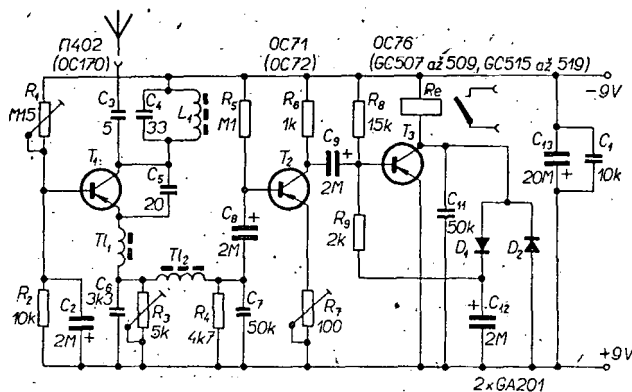 П402
(OC170)
OC71
(OC72)
OC76
(GC507 až 509, GC515 až 519)
-9V
R1
M15
C3
5
C4
33
L1
R5
M1
R6
1k
R8
15k
Re
C9
2M
+
T1
T2
T3
C5
20
C13
20M
+
C1
10k
C8
+
2M
R9
2k
C11
50k
D1
D2
Tl1
Tl2
R2
10k
C2
2M
+
C6
3k3
R3
5k
R4
4k7
C7
50k
R7
100
+
C12
2M
+9V
2xGA201